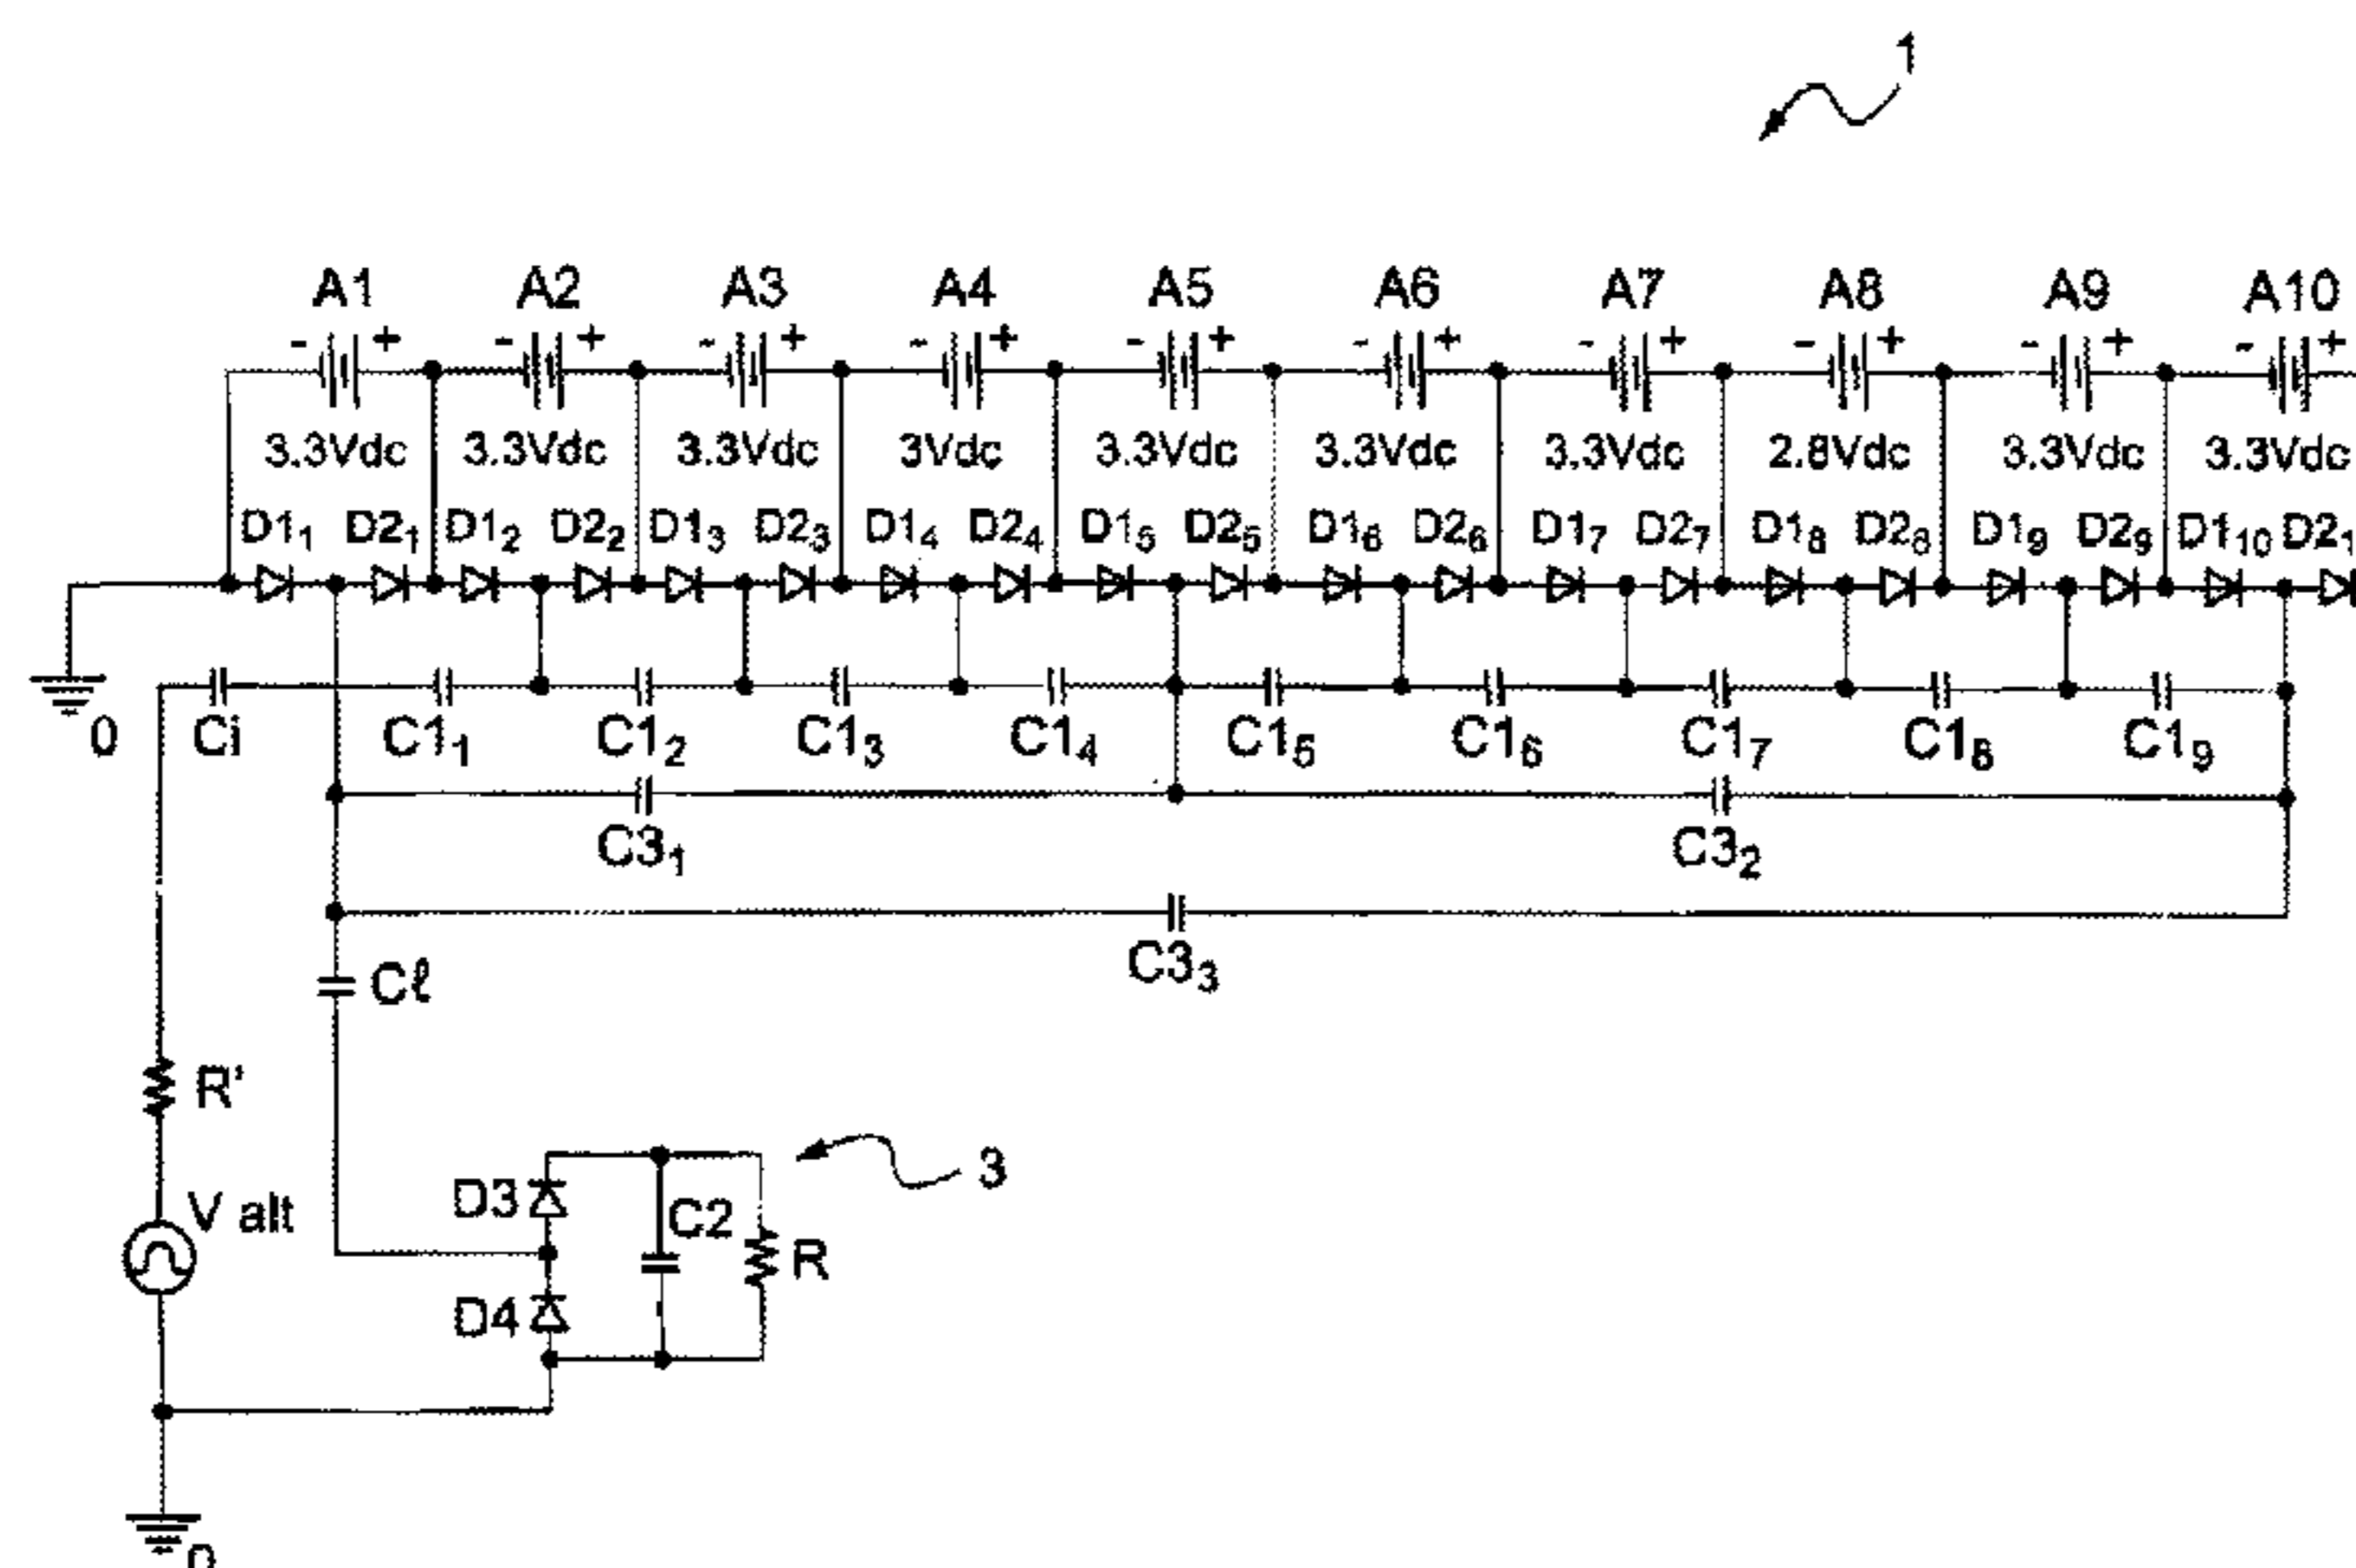 1
A1 A2 A3 A4 A5 A6 A7 A8 A9 A10
- + - + - + - + - + - + - + - + - + - +
3.3Vdc 3.3Vdc 3.3Vdc 3Vdc 3.3Vdc 3.3Vdc 3.3Vdc 2.8Vdc 3.3Vdc 3.3Vdc
D1₁ D2₁ D1₂ D2₂ D1₃ D2₃ D1₄ D2₄ D1₅ D2₅ D1₆ D2₆ D1₇ D2₇ D1₈ D2₈ D1₉ D2₉ D1₁₀ D2₁
0 Ci C1₁ C1₂ C1₃ C1₄ C1₅ C1₆ C1₇ C1₈ C1₉
C3₁ C3₂
C3₃
Cℓ
R'
3
D3 C2
V alt
R
D4
0